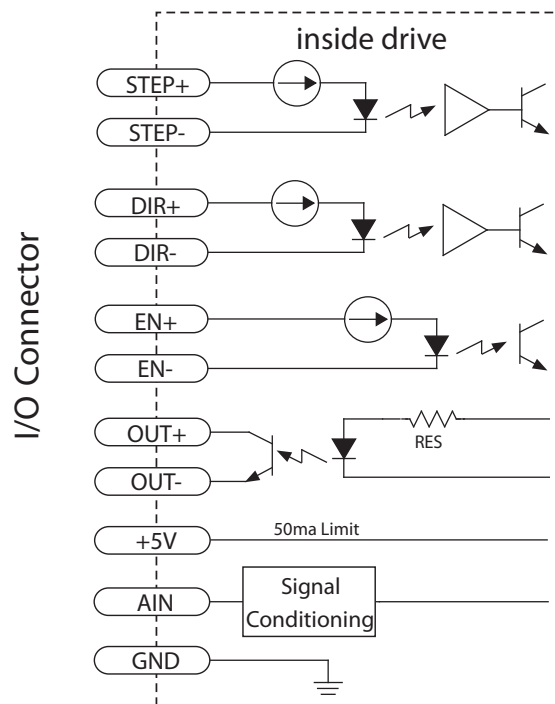 inside drive
I/O Connector
STEP+
STEP-
DIR+
DIR-
EN+
EN-
OUT+
RES
OUT-
+5V
50ma Limit
AIN
Signal
Conditioning
GND